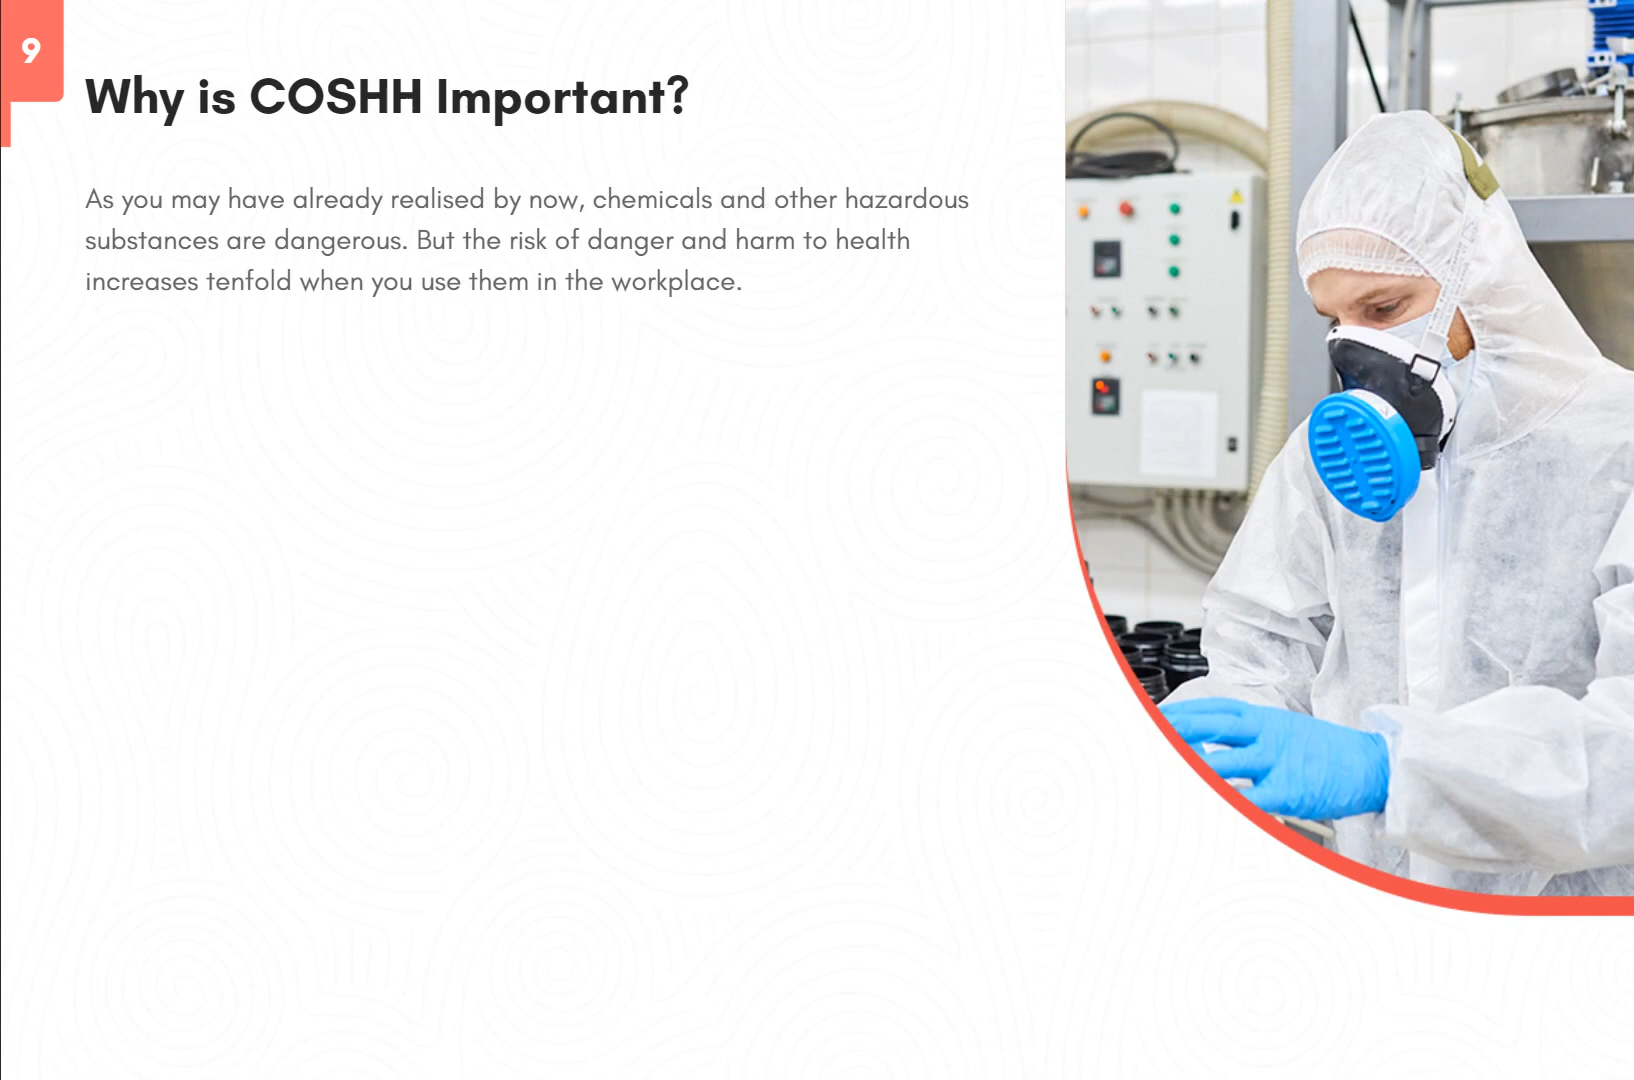 9
Why is COSHH Important?
As you may have already realised by now, chemicals and other hazardous
substances are dangerous. But the risk of danger and harm to health
increases tenfold when you use them in the workplace.